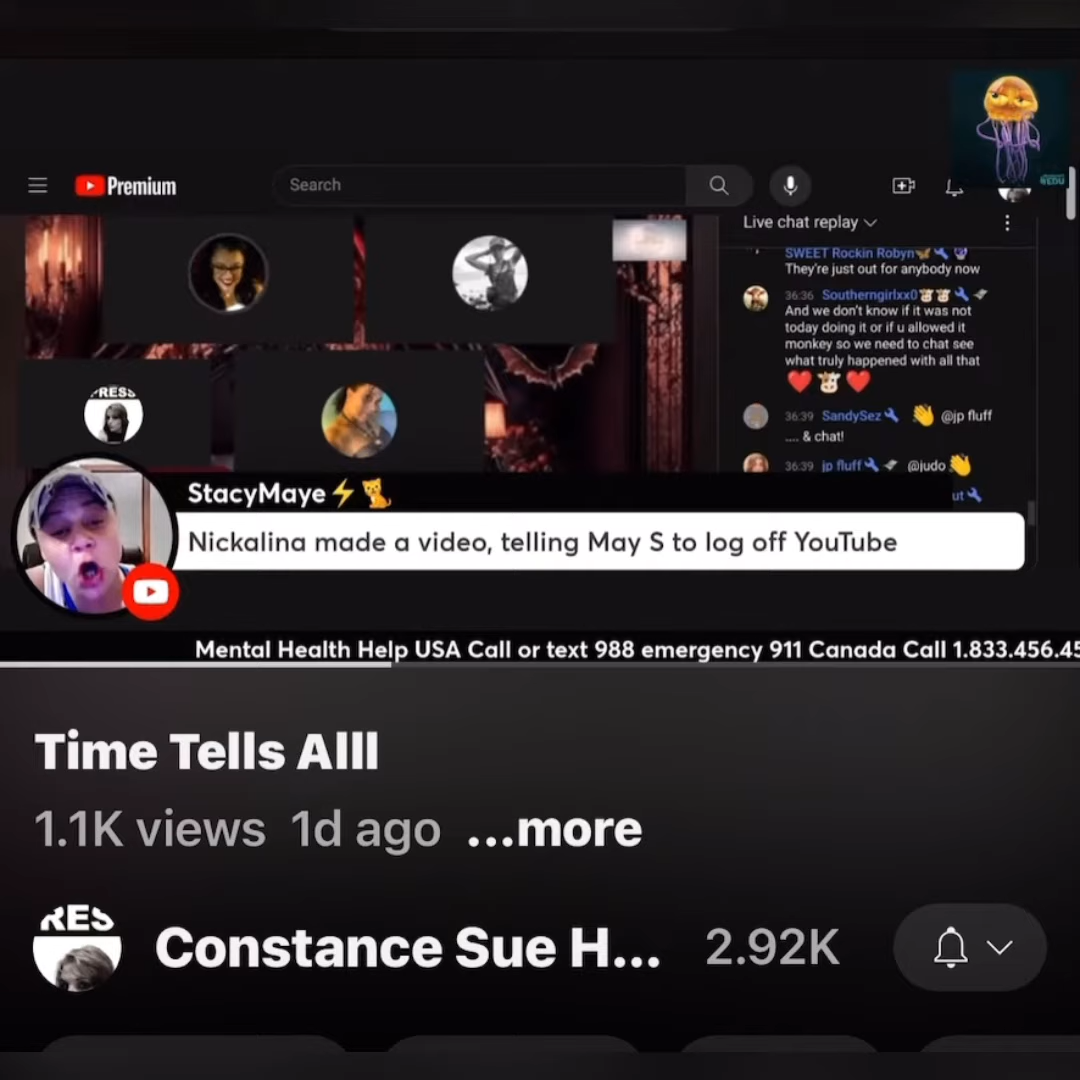 Premium
Search
Live chat replay
SWEET Rockin Robyn
They're just out for anybody now
36:36 Southerngirlxx0
And we don't know if it was not
today doing it or if u allowed it
monkey so we need to chat see
what truly happened with all that
RESS
36:39 SandySez 👋 @jp fluff
.... & chat!
36:39 jp fluff @judo 👋
ut
StacyMaye⚡🐈
Nickalina made a video, telling May S to log off YouTube
Mental Health Help USA Call or text 988 emergency 911 Canada Call 1.833.456.45
Time Tells Alll
1.1K views 1d ago ...more
RES
Constance Sue H... 2.92K